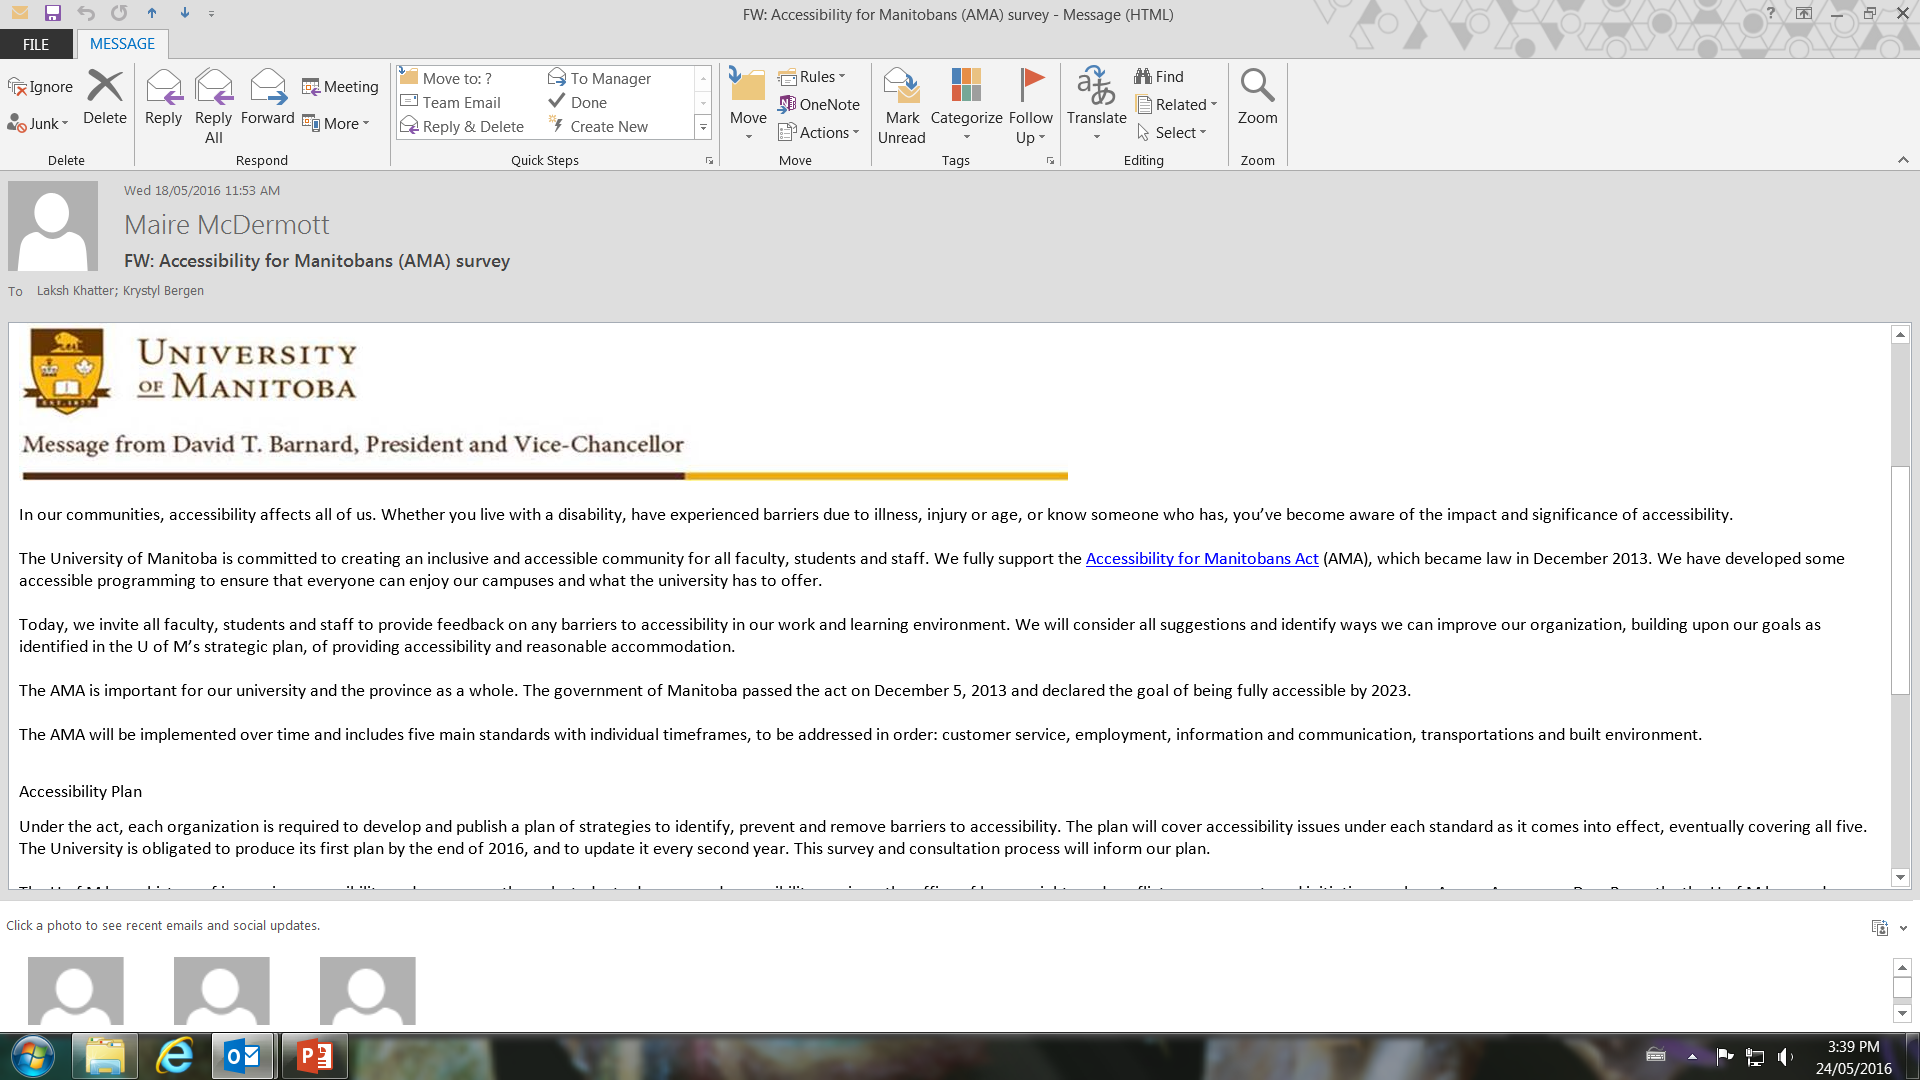 FW: Accessibility for Manitobans (AMA) survey - Message (HTML)
FILE
MESSAGE
Ignore
Junk
Delete
Delete
Reply
Reply All
Forward
Meeting
More
Respond
Move to: ?
Team Email
Reply & Delete
To Manager
Done
Create New
Quick Steps
Move
Rules
OneNote
Actions
Move
Mark Unread
Categorize
Follow Up
Tags
Translate
Find
Related
Select
Editing
Zoom
Zoom
Wed 18/05/2016 11:53 AM
Maire McDermott
FW: Accessibility for Manitobans (AMA) survey
To Laksh Khatter; Krystyl Bergen
UNIVERSITY
OF MANITOBA
Message from David T. Barnard, President and Vice-Chancellor
In our communities, accessibility affects all of us. Whether you live with a disability, have experienced barriers due to illness, injury or age, or know someone who has, you’ve become aware of the impact and significance of accessibility.
The University of Manitoba is committed to creating an inclusive and accessible community for all faculty, students and staff. We fully support the Accessibility for Manitobans Act (AMA), which became law in December 2013. We have developed some
accessible programming to ensure that everyone can enjoy our campuses and what the university has to offer.
Today, we invite all faculty, students and staff to provide feedback on any barriers to accessibility in our work and learning environment. We will consider all suggestions and identify ways we can improve our organization, building upon our goals as
identified in the U of M’s strategic plan, of providing accessibility and reasonable accommodation.
The AMA is important for our university and the province as a whole. The government of Manitoba passed the act on December 5, 2013 and declared the goal of being fully accessible by 2023.
The AMA will be implemented over time and includes five main standards with individual timeframes, to be addressed in order: customer service, employment, information and communication, transportations and built environment.
Accessibility Plan
Under the act, each organization is required to develop and publish a plan of strategies to identify, prevent and remove barriers to accessibility. The plan will cover accessibility issues under each standard as it comes into effect, eventually covering all five.
The University is obligated to produce its first plan by the end of 2016, and to update it every second year. This survey and consultation process will inform our plan.
Click a photo to see recent emails and social updates.
3:39 PM
24/05/2016